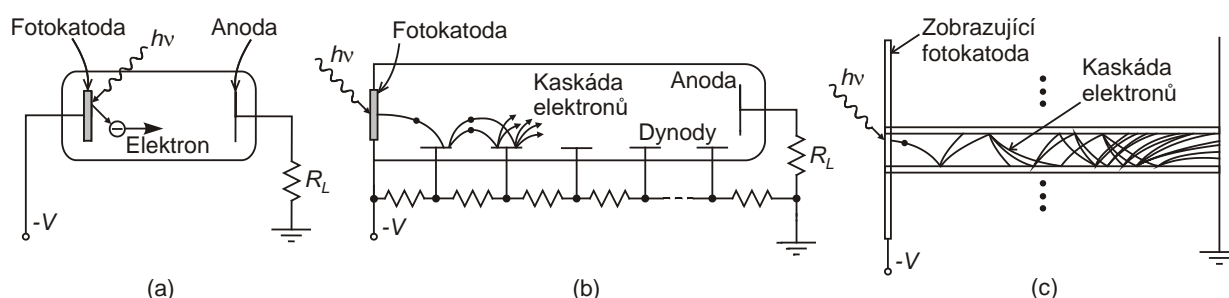 Fotokatoda
hν
Anoda
Elektron
R_L
-V
(a)
hν
Fotokatoda
Kaskáda
elektronů
Anoda
Dynody
R_L
-V
(b)
Zobrazující
fotokatoda
hν
Kaskáda
elektronů
-V
(c)